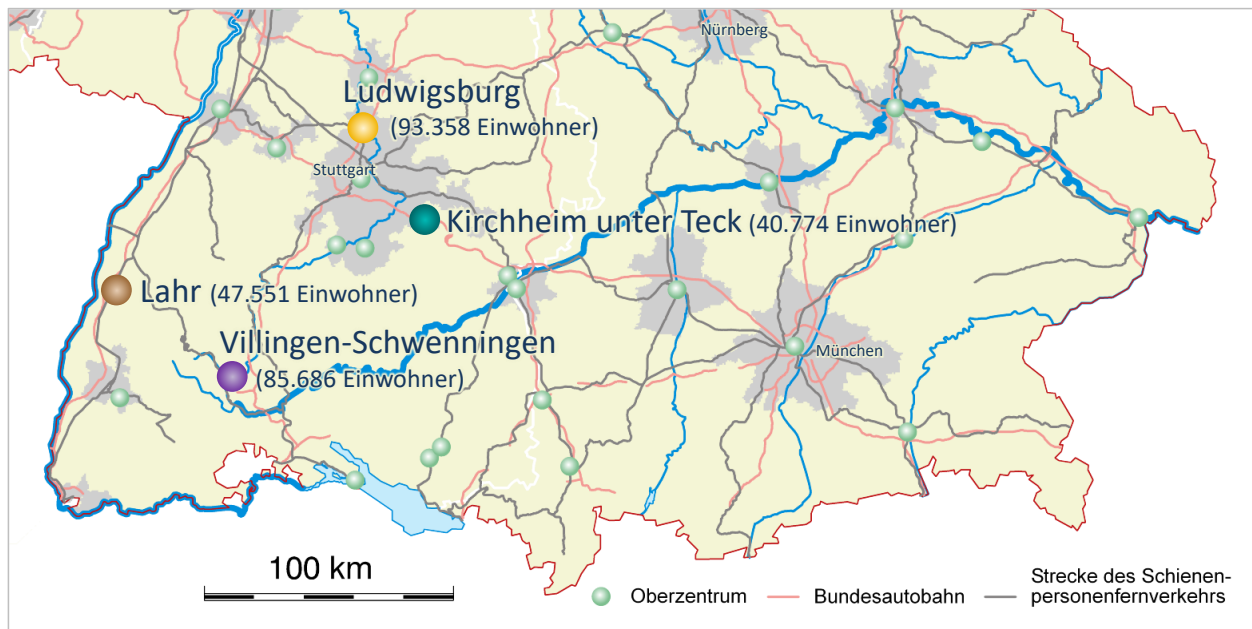 Nürnberg
Ludwigsburg
(93.358 Einwohner)
Stuttgart
Kirchheim unter Teck (40.774 Einwohner)
Lahr (47.551 Einwohner)
Villingen-Schwenningen
(85.686 Einwohner)
München
100 km
Oberzentrum
Bundesautobahn
Strecke des Schienen-
personenfernverkehrs